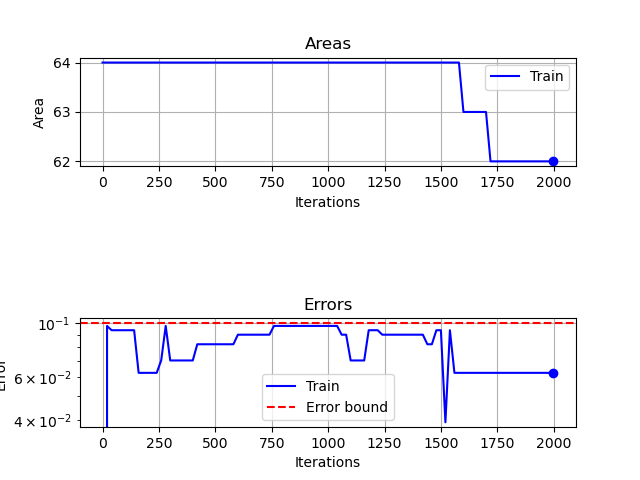 Areas
64
63
62
Area
Train
0 250 500 750 1000 1250 1500 1750 2000
Iterations
Errors
10⁻¹
6 × 10⁻²
4 × 10⁻²
Error
Train
Error bound
0 250 500 750 1000 1250 1500 1750 2000
Iterations